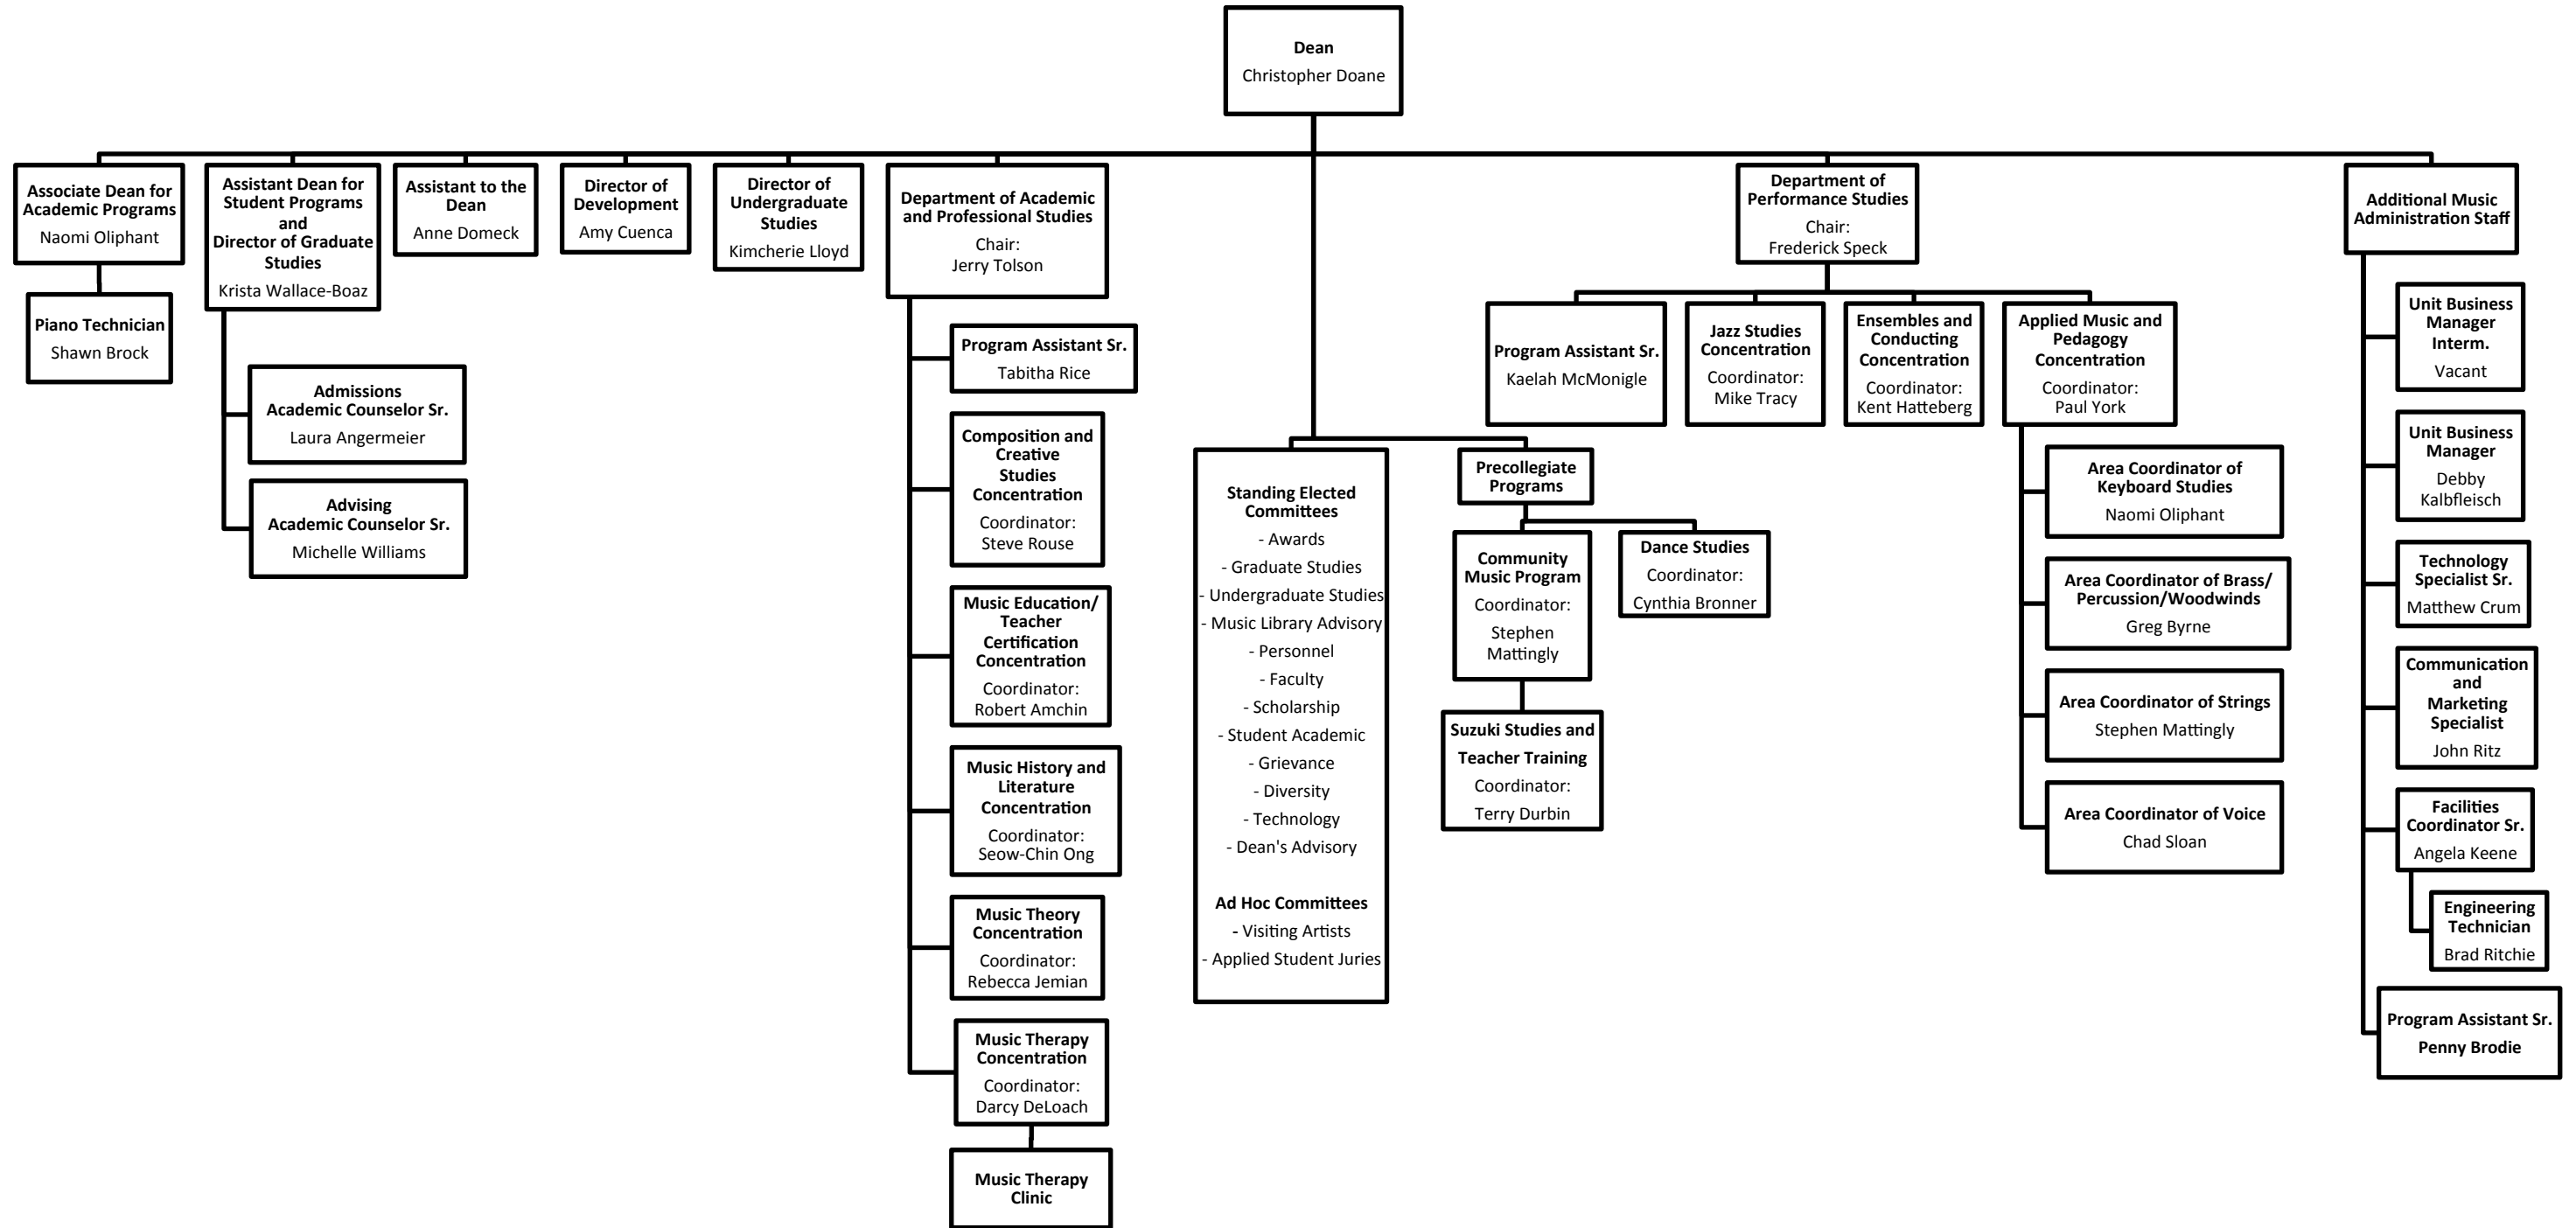 Dean
Christopher Doane
Associate Dean for
Academic Programs
Naomi Oliphant
Piano Technician
Shawn Brock
Assistant Dean for
Student Programs
and
Director of Graduate
Studies
Krista Wallace-Boaz
Admissions
Academic Counselor Sr.
Laura Angermeier
Advising
Academic Counselor Sr.
Michelle Williams
Assistant to the
Dean
Anne Domeck
Director of
Development
Amy Cuenca
Director of
Undergraduate
Studies
Kimcherie Lloyd
Department of Academic
and Professional Studies
Chair:
Jerry Tolson
Program Assistant Sr.
Tabitha Rice
Composition and
Creative
Studies
Concentration
Coordinator:
Steve Rouse
Music Education/
Teacher
Certification
Concentration
Coordinator:
Robert Amchin
Music History and
Literature
Concentration
Coordinator:
Seow-Chin Ong
Music Theory
Concentration
Coordinator:
Rebecca Jemian
Music Therapy
Concentration
Coordinator:
Darcy DeLoach
Music Therapy
Clinic
Standing Elected
Committees
- Awards
- Graduate Studies
- Undergraduate Studies
- Music Library Advisory
- Personnel
- Faculty
- Scholarship
- Student Academic
- Grievance
- Diversity
- Technology
- Dean's Advisory
Ad Hoc Committees
- Visiting Artists
- Applied Student Juries
Precollegiate
Programs
Community
Music Program
Coordinator:
Stephen
Mattingly
Suzuki Studies and
Teacher Training
Coordinator:
Terry Durbin
Dance Studies
Coordinator:
Cynthia Bronner
Department of
Performance Studies
Chair:
Frederick Speck
Program Assistant Sr.
Kaelah McMonigle
Jazz Studies
Concentration
Coordinator:
Mike Tracy
Ensembles and
Conducting
Concentration
Coordinator:
Kent Hatteberg
Applied Music and
Pedagogy
Concentration
Coordinator:
Paul York
Area Coordinator of
Keyboard Studies
Naomi Oliphant
Area Coordinator of Brass/
Percussion/Woodwinds
Greg Byrne
Area Coordinator of Strings
Stephen Mattingly
Area Coordinator of Voice
Chad Sloan
Additional Music
Administration Staff
Unit Business
Manager
Interm.
Vacant
Unit Business
Manager
Debby
Kalbfleisch
Technology
Specialist Sr.
Matthew Crum
Communication
and
Marketing
Specialist
John Ritz
Facilities
Coordinator Sr.
Angela Keene
Engineering
Technician
Brad Ritchie
Program Assistant Sr.
Penny Brodie